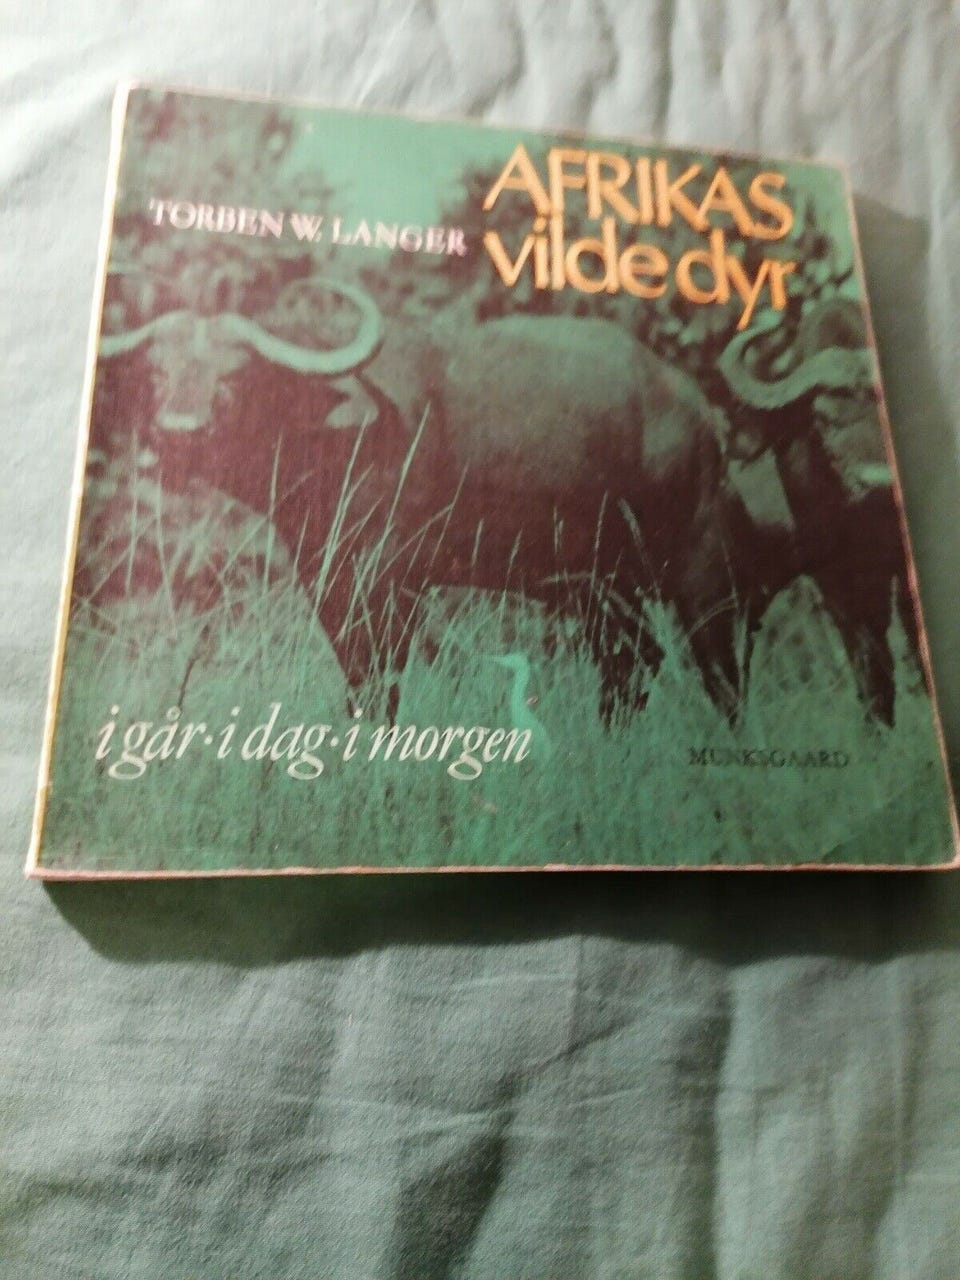 TORBEN W. LANGER
AFRIKAS
vilde dyr
i går · i dag · i morgen
MUNKSGAARD